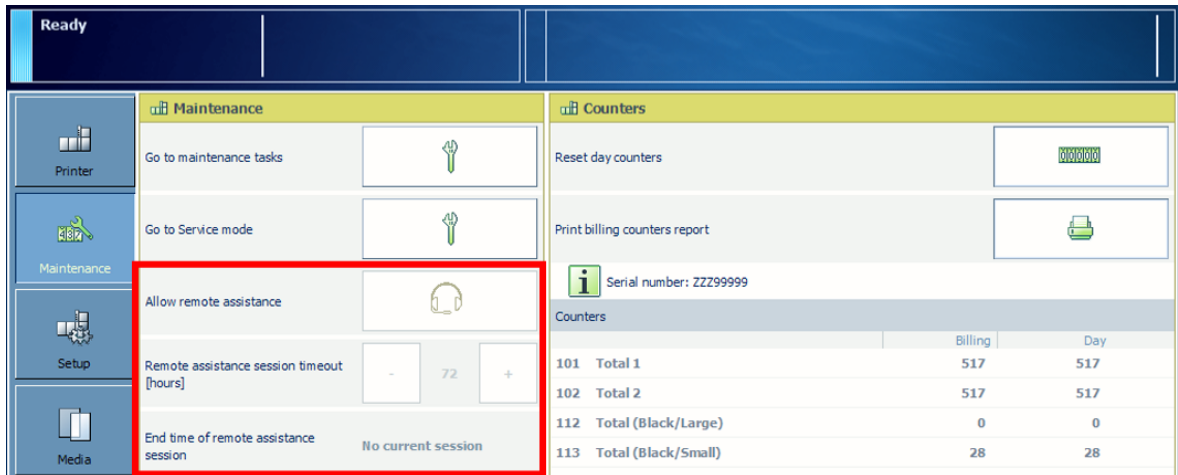 Ready
Printer
Maintenance
Setup
Media
Maintenance
Go to maintenance tasks
Go to Service mode
Allow remote assistance
Remote assistance session timeout
[hours]
- 72 +
End time of remote assistance
session
No current session
Counters
Reset day counters
Print billing counters report
i Serial number: ZZZ99999
Counters
Billing Day
101 Total 1 517 517
102 Total 2 517 517
112 Total (Black/Large) 0 0
113 Total (Black/Small) 28 28